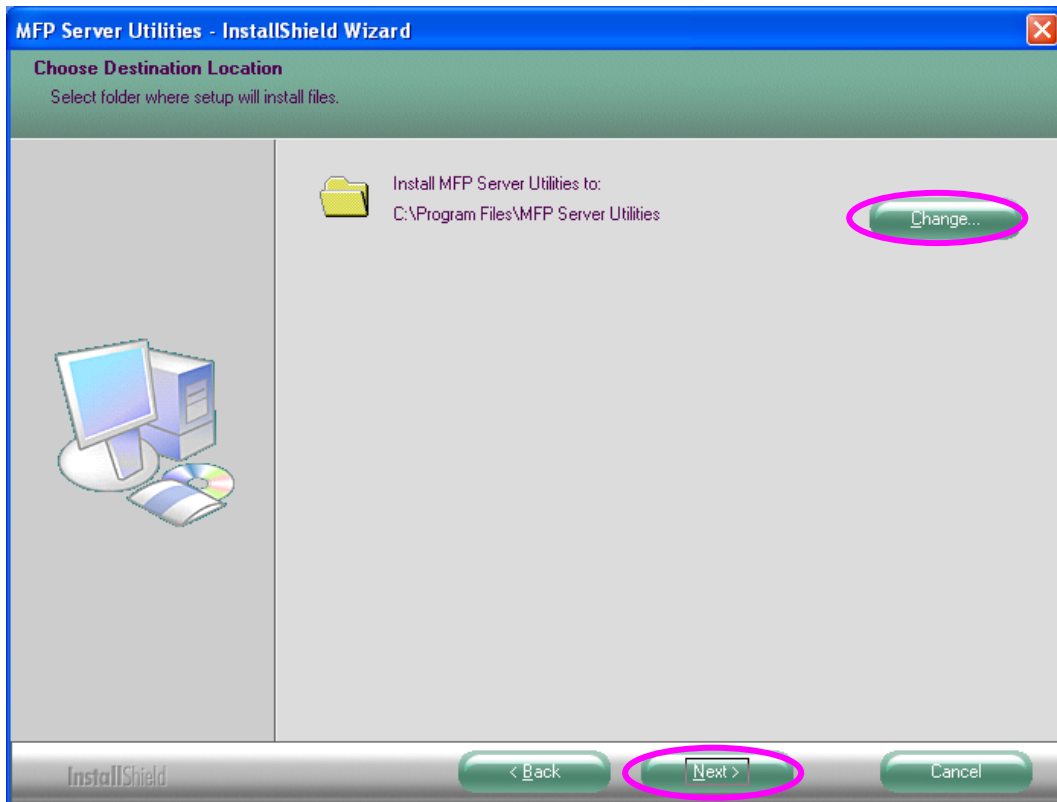 MFP Server Utilities - InstallShield Wizard
Choose Destination Location
Select folder where setup will install files.
Install MFP Server Utilities to:
C:\Program Files\MFP Server Utilities
Change...
InstallShield
< Back
Next >
Cancel